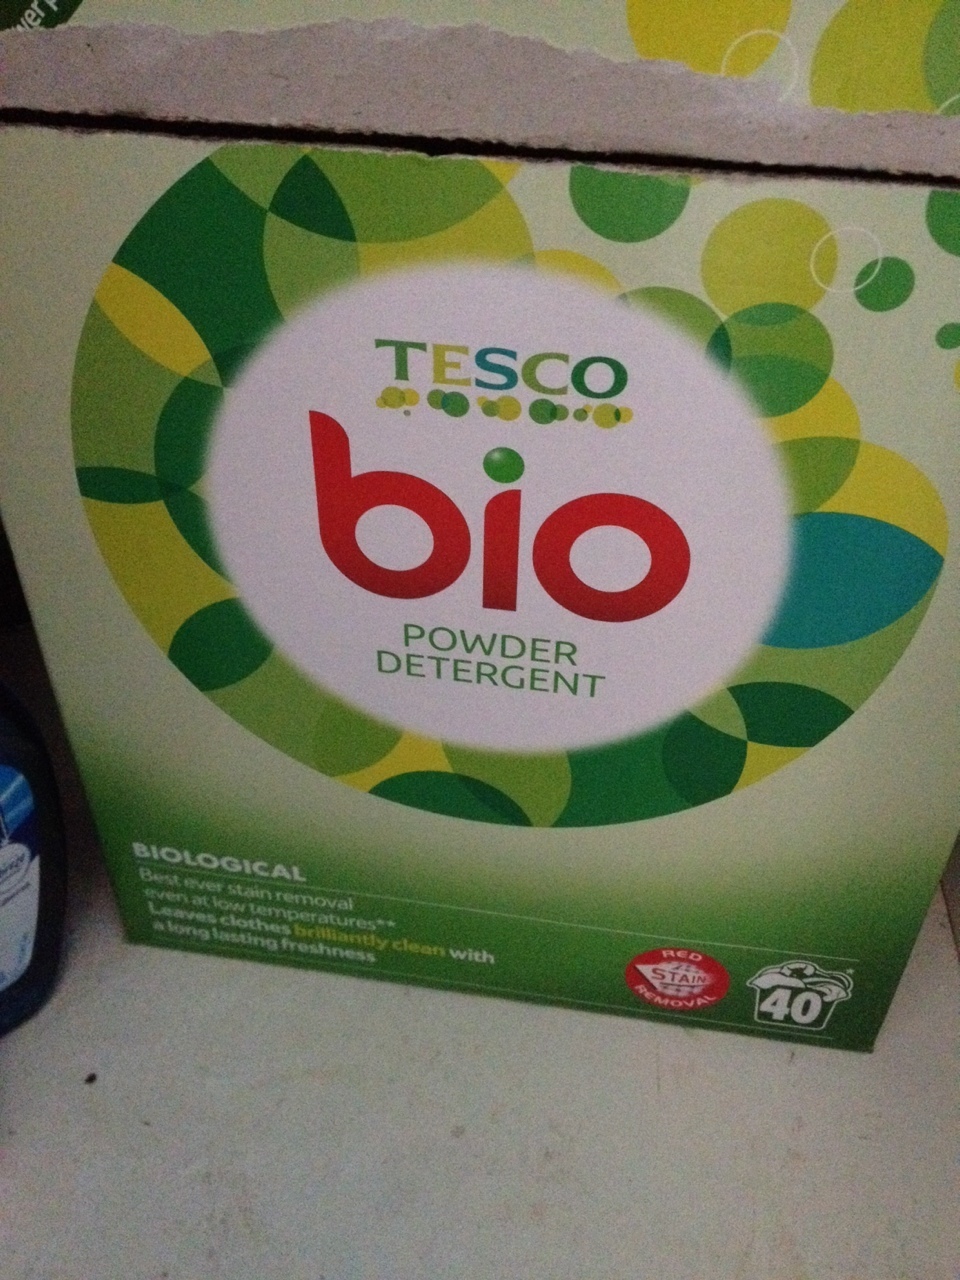 TESCO
bio
POWDER
DETERGENT
BIOLOGICAL
Best ever stain removal
even at low temperatures**
Leaves clothes brilliantly clean with
a long lasting freshness
RED
STAIN
REMOVAL
40